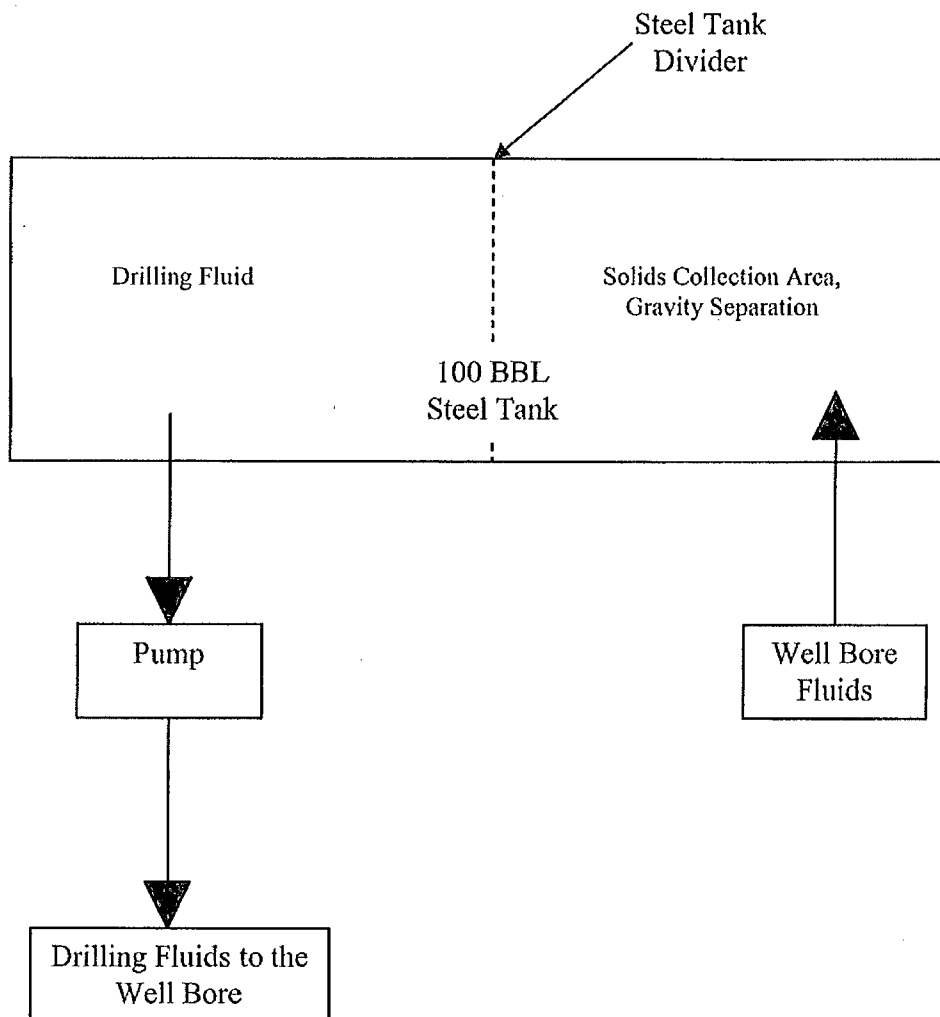 Steel Tank
Divider
Drilling Fluid
Solids Collection Area,
Gravity Separation
100 BBL
Steel Tank
Pump
Well Bore
Fluids
Drilling Fluids to the
Well Bore